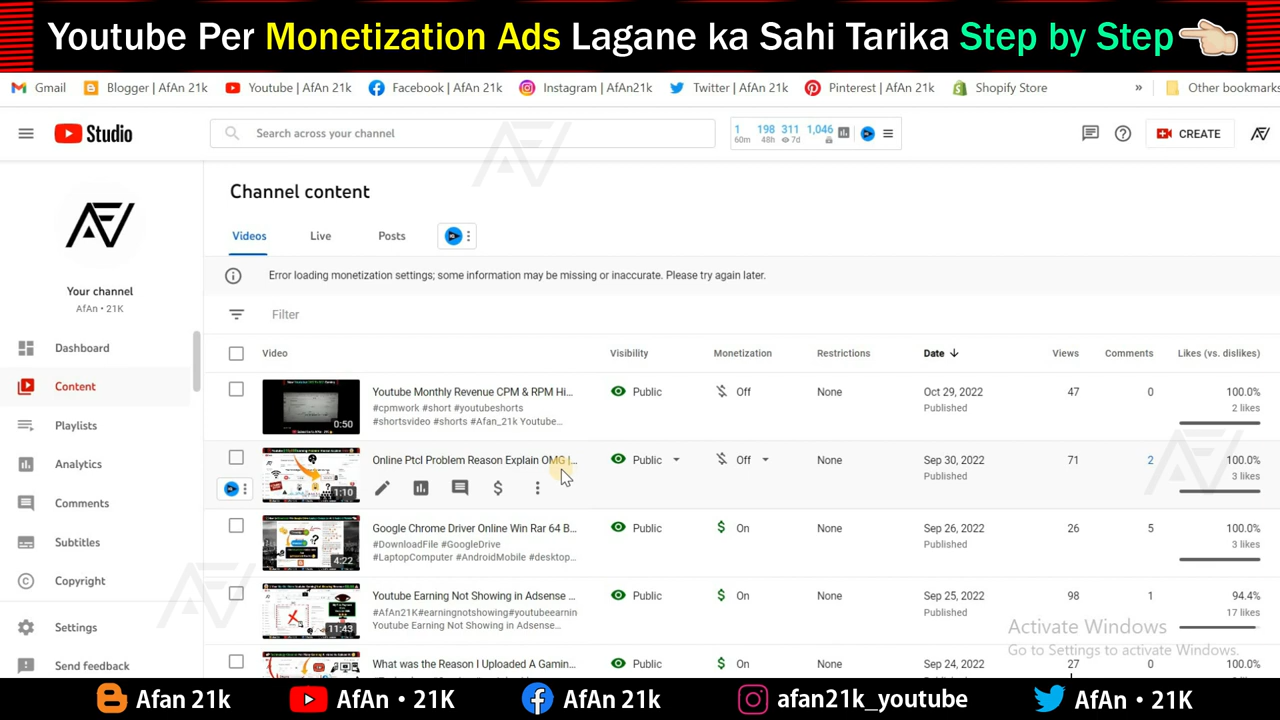 Youtube Per Monetization Ads Lagane ka Sahi Tarika Step by Step
Gmail Blogger | AfAn 21k Youtube | AfAn 21k Facebook | AfAn 21k Instagram | AfAn21k Twitter | AfAn 21k Pinterest | AfAn 21k Shopify Store » Other bookmarks
Studio Search across your channel 1 60m 198 48h 311 7d 1,046 CREATE
Channel content
Videos Live Posts
Your channel
AfAn • 21K
Error loading monetization settings; some information may be missing or inaccurate. Please try again later.
Filter
Dashboard
Content
Playlists
Analytics
Comments
Subtitles
Copyright
Settings
Send feedback
Video Visibility Monetization Restrictions Date Views Comments Likes (vs. dislikes)
0:50 Youtube Monthly Revenue CPM & RPM Hi... Public Off None Oct 29, 2022 47 0 100.0%
#cpmwork #short #youtubeshorts Published 2 likes
#shortsvideo #shorts #Afan_21k Youtube...
1:10 Online Ptcl Problem Reason Explain OMG |... Public Off None Sep 30, 2022 71 2 100.0%
Published 3 likes
4:22 Google Chrome Driver Online Win Rar 64 B... Public On None Sep 26, 2022 26 5 100.0%
#DownloadFile #GoogleDrive Published 3 likes
#LaptopComputer #AndroidMobile #desktop...
11:43 Youtube Earning Not Showing in Adsense ... Public On None Sep 25, 2022 98 1 94.4%
#AfAn21K#earningnotshowing#youtubeearnin Published 17 likes
Youtube Earning Not Showing in Adsense...
What was the Reason I Uploaded A Gamin... Public On None Sep 24, 2022 27 0 100.0%
Activate Windows
Go to Settings to activate Windows.
Afan 21k AfAn • 21K AfAn 21k afan21k_youtube AfAn • 21K